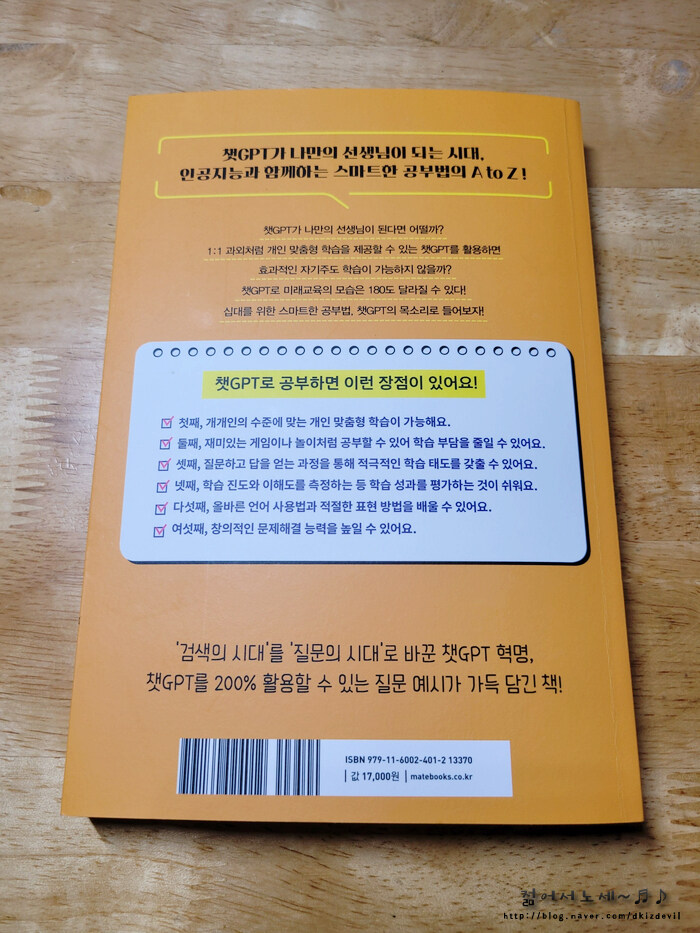 챗GPT가 나만의 선생님이 되는 시대,
인공지능과 함께하는 스마트한 공부법의 A to Z!
챗GPT가 나만의 선생님이 된다면 어떨까?
1:1 과외처럼 개인 맞춤형 학습을 제공할 수 있는 챗GPT를 활용하면
효과적인 자기주도 학습이 가능하지 않을까?
챗GPT로 미래교육의 모습은 180도 달라질 수 있다!
십대를 위한 스마트한 공부법, 챗GPT의 목소리로 들어보자!
챗GPT로 공부하면 이런 장점이 있어요!
첫째, 개개인의 수준에 맞는 개인 맞춤형 학습이 가능해요.
둘째, 재미있는 게임이나 놀이처럼 공부할 수 있어 학습 부담을 줄일 수 있어요.
셋째, 질문하고 답을 얻는 과정을 통해 적극적인 학습 태도를 갖출 수 있어요.
넷째, 학습 진도와 이해도를 측정하는 등 학습 성과를 평가하는 것이 쉬워요.
다섯째, 올바른 언어 사용법과 적절한 표현 방법을 배울 수 있어요.
여섯째, 창의적인 문제해결 능력을 높일 수 있어요.
'검색의 시대'를 '질문의 시대'로 바꾼 챗GPT 혁명,
챗GPT를 200% 활용할 수 있는 질문 예시가 가득 담긴 책!
ISBN 979-11-6002-401-2 13370
값 17,000원 matebooks.co.kr
젊어서노세~♬♪
http://blog.naver.com/dkizdevil